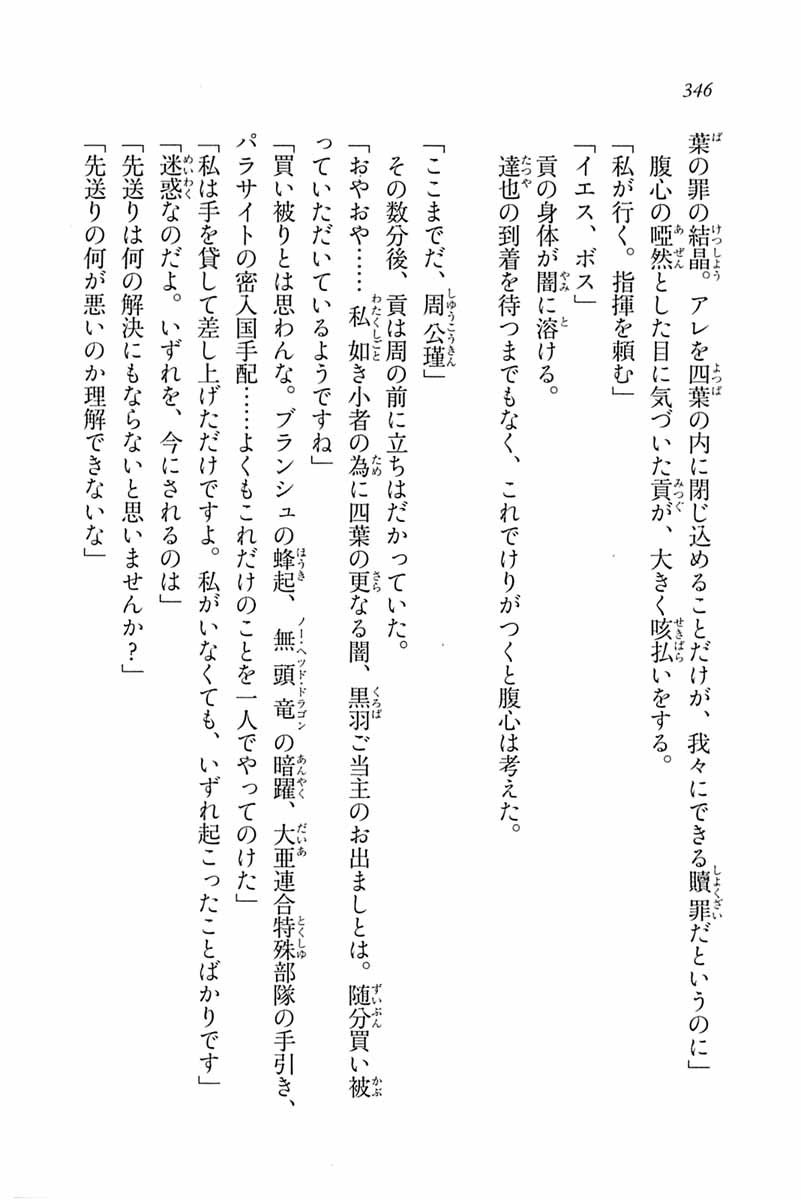 346
葉の罪の結晶。アレを四葉の内に閉じ込めることだけが、我々にできる贖罪だというのに」
腹心の啞然とした目に気づいた貢が、大きく咳払いをする。
「私が行く。指揮を頼む」
「イエス、ボス」
貢の身体が闇に溶ける。
達也の到着を待つまでもなく、これでけりがつくと腹心は考えた。
「ここまでだ、周公瑾」
その数分後、貢は周の前に立ちはだかっていた。
「おやおや……私如き小者の為に四葉の更なる闇、黒羽ご当主のお出ましとは。随分買い被
っていただいているようですね」
「買い被りとは思わんな。ブランシュの蜂起、無頭竜の暗躍、大亜連合特殊部隊の手引き、
パラサイトの密入国手配……よくもこれだけのことを一人でやってのけた」
「私は手を貸して差し上げただけですよ。私がいなくても、いずれ起こったことばかりです」
「迷惑なのだよ。いずれを、今にされるのは」
「先送りは何の解決にもならないと思いませんか？」
「先送りの何が悪いのか理解できないな」